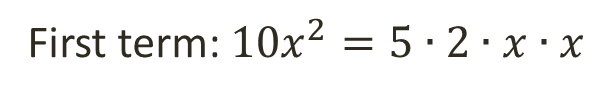 First term: 10x² = 5 · 2 · x · x